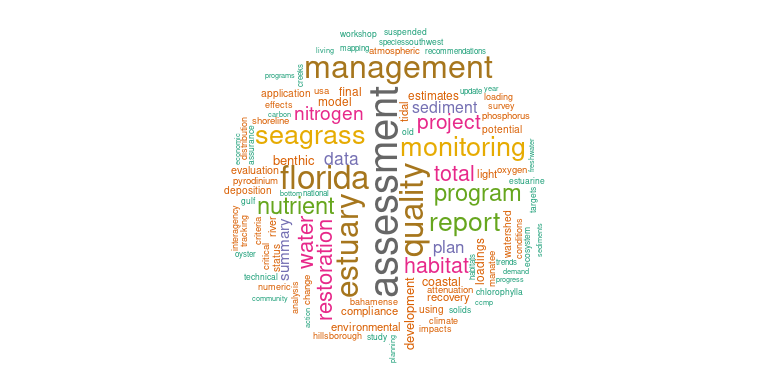 workshop
suspended
speciessouthwest
living
mapping
atmospheric
recommendations
management
programs
creeks
application
usa
final
estimates
update
year
loading
effects
model
tidal
sediment
survey
carbon
nitrogen
project
phosphorus
shoreline
distribution
assurance
economic
seagrass
assessment
old
potential
monitoring
freshwater
benthic
data
evaluation
florida
total
light
oxygen
pyrodinium
estuarine
deposition
bottom
national
quality
program
targets
gulf
nutrient
estuary
report
interagency
tracking
criteria
river
water
restoration
summary
plan
watershed
conditions
ecosystem
sediments
oyster
critical
status
habitat
habitats
loadings
manatee
trends
demand
progress
technical
numeric
analysis
change
coastal
attenuation
chlorophylla
community
action
bahamense
recovery
ccmp
compliance
development
using
solids
environmental
climate
impacts
hillsborough
study
planning